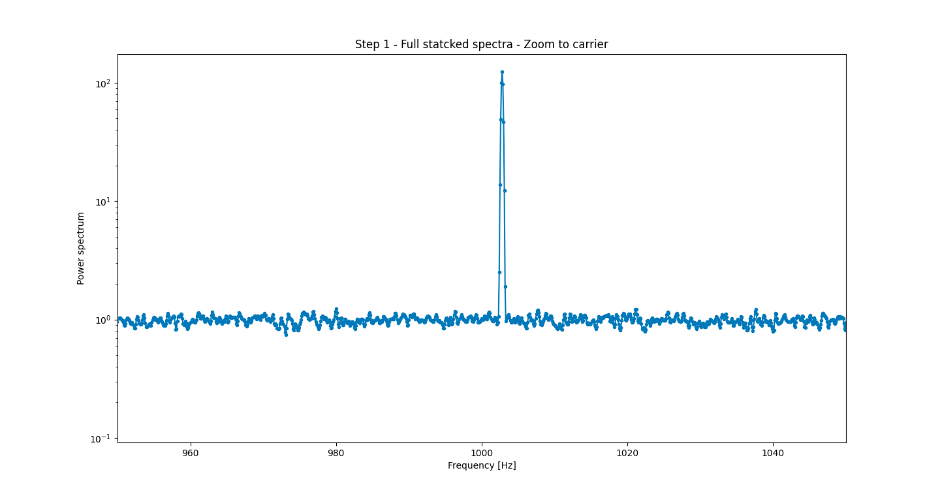 Step 1 - Full statcked spectra - Zoom to carrier
Power spectrum
10²
10¹
10⁰
10⁻¹
960 980 1000 1020 1040
Frequency [Hz]